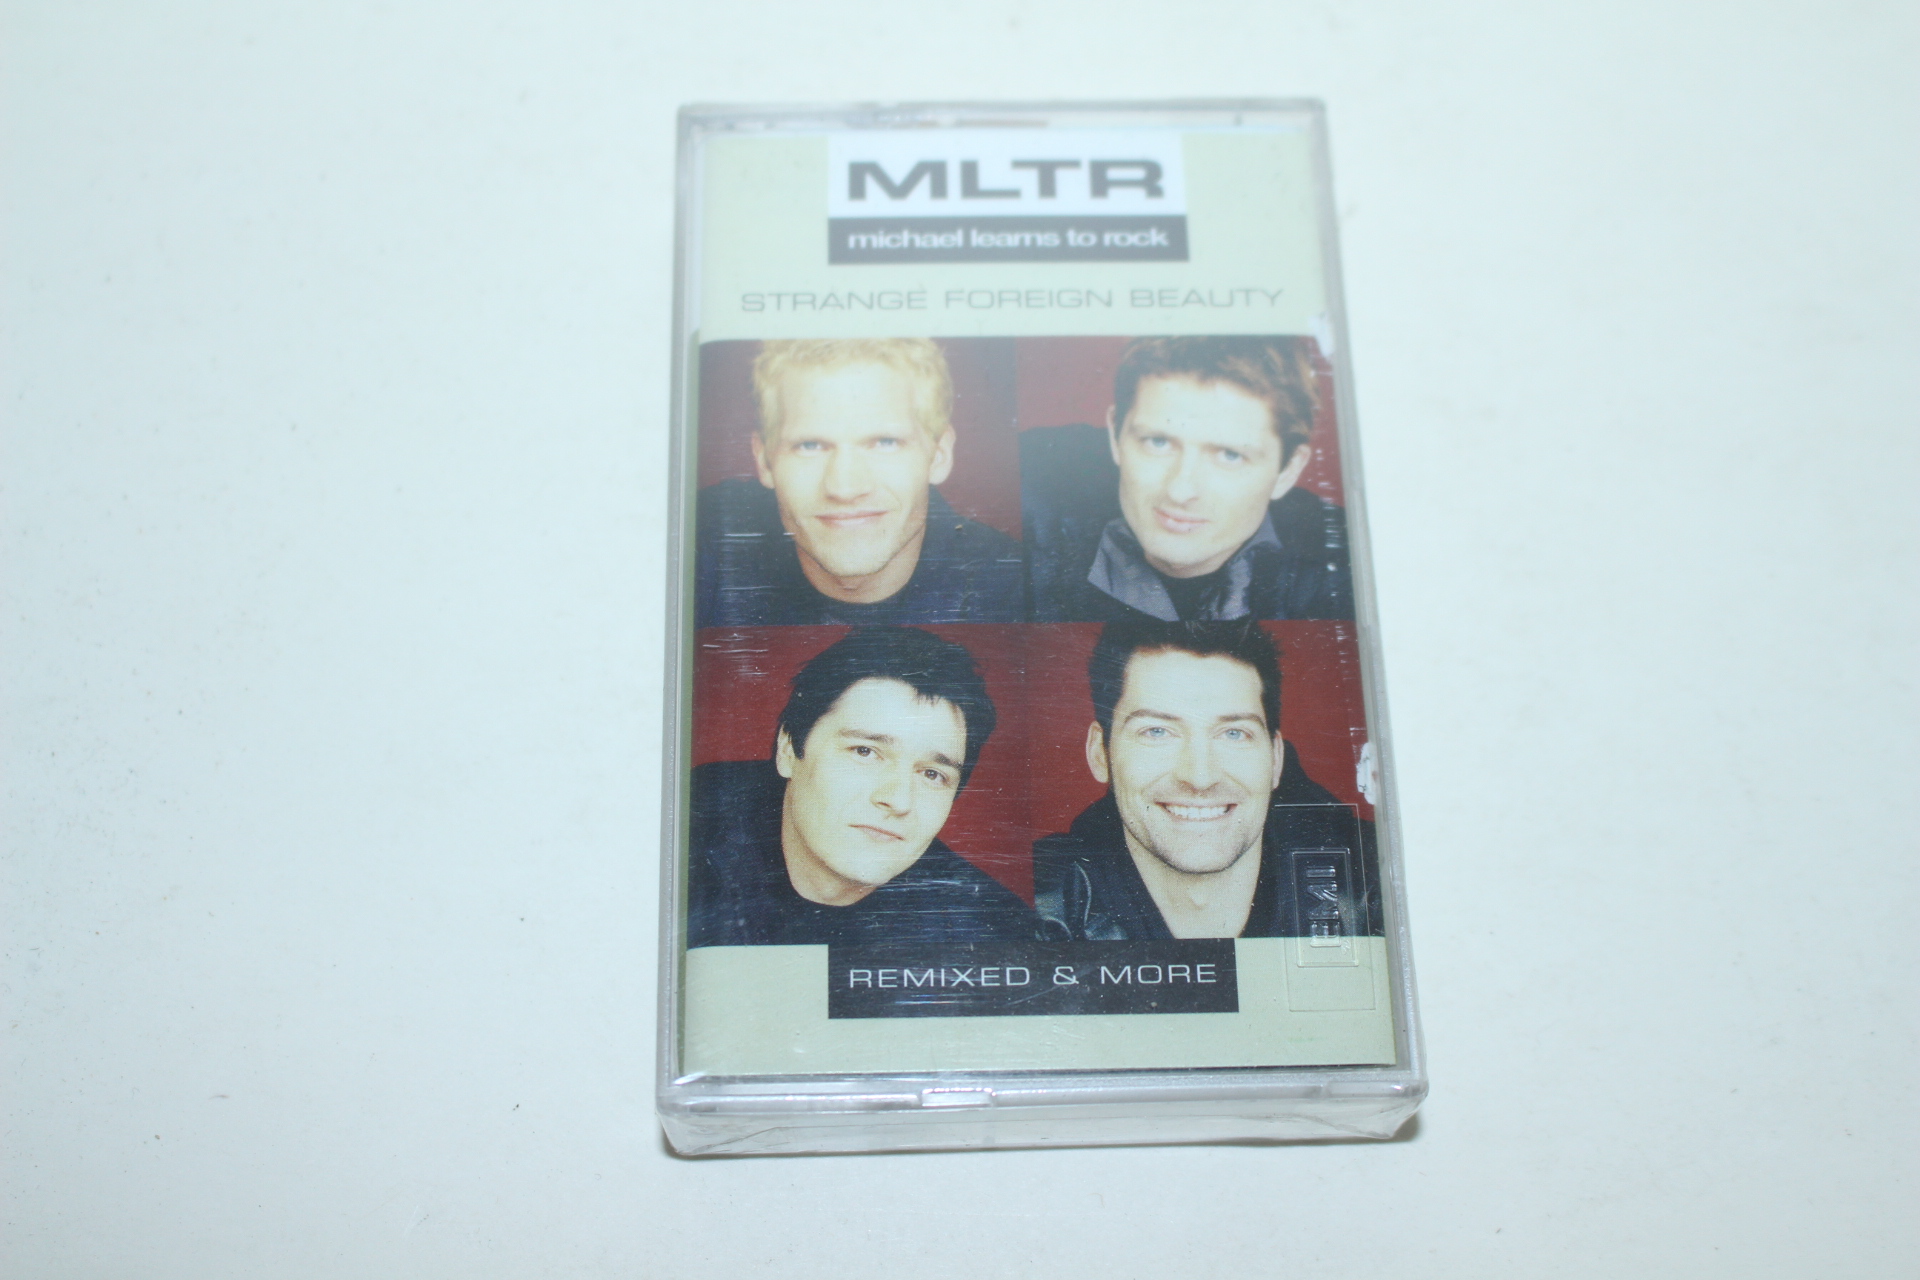 MLTR
michael learns to rock
STRANGE FOREIGN BEAUTY
EMI
REMIXED & MORE